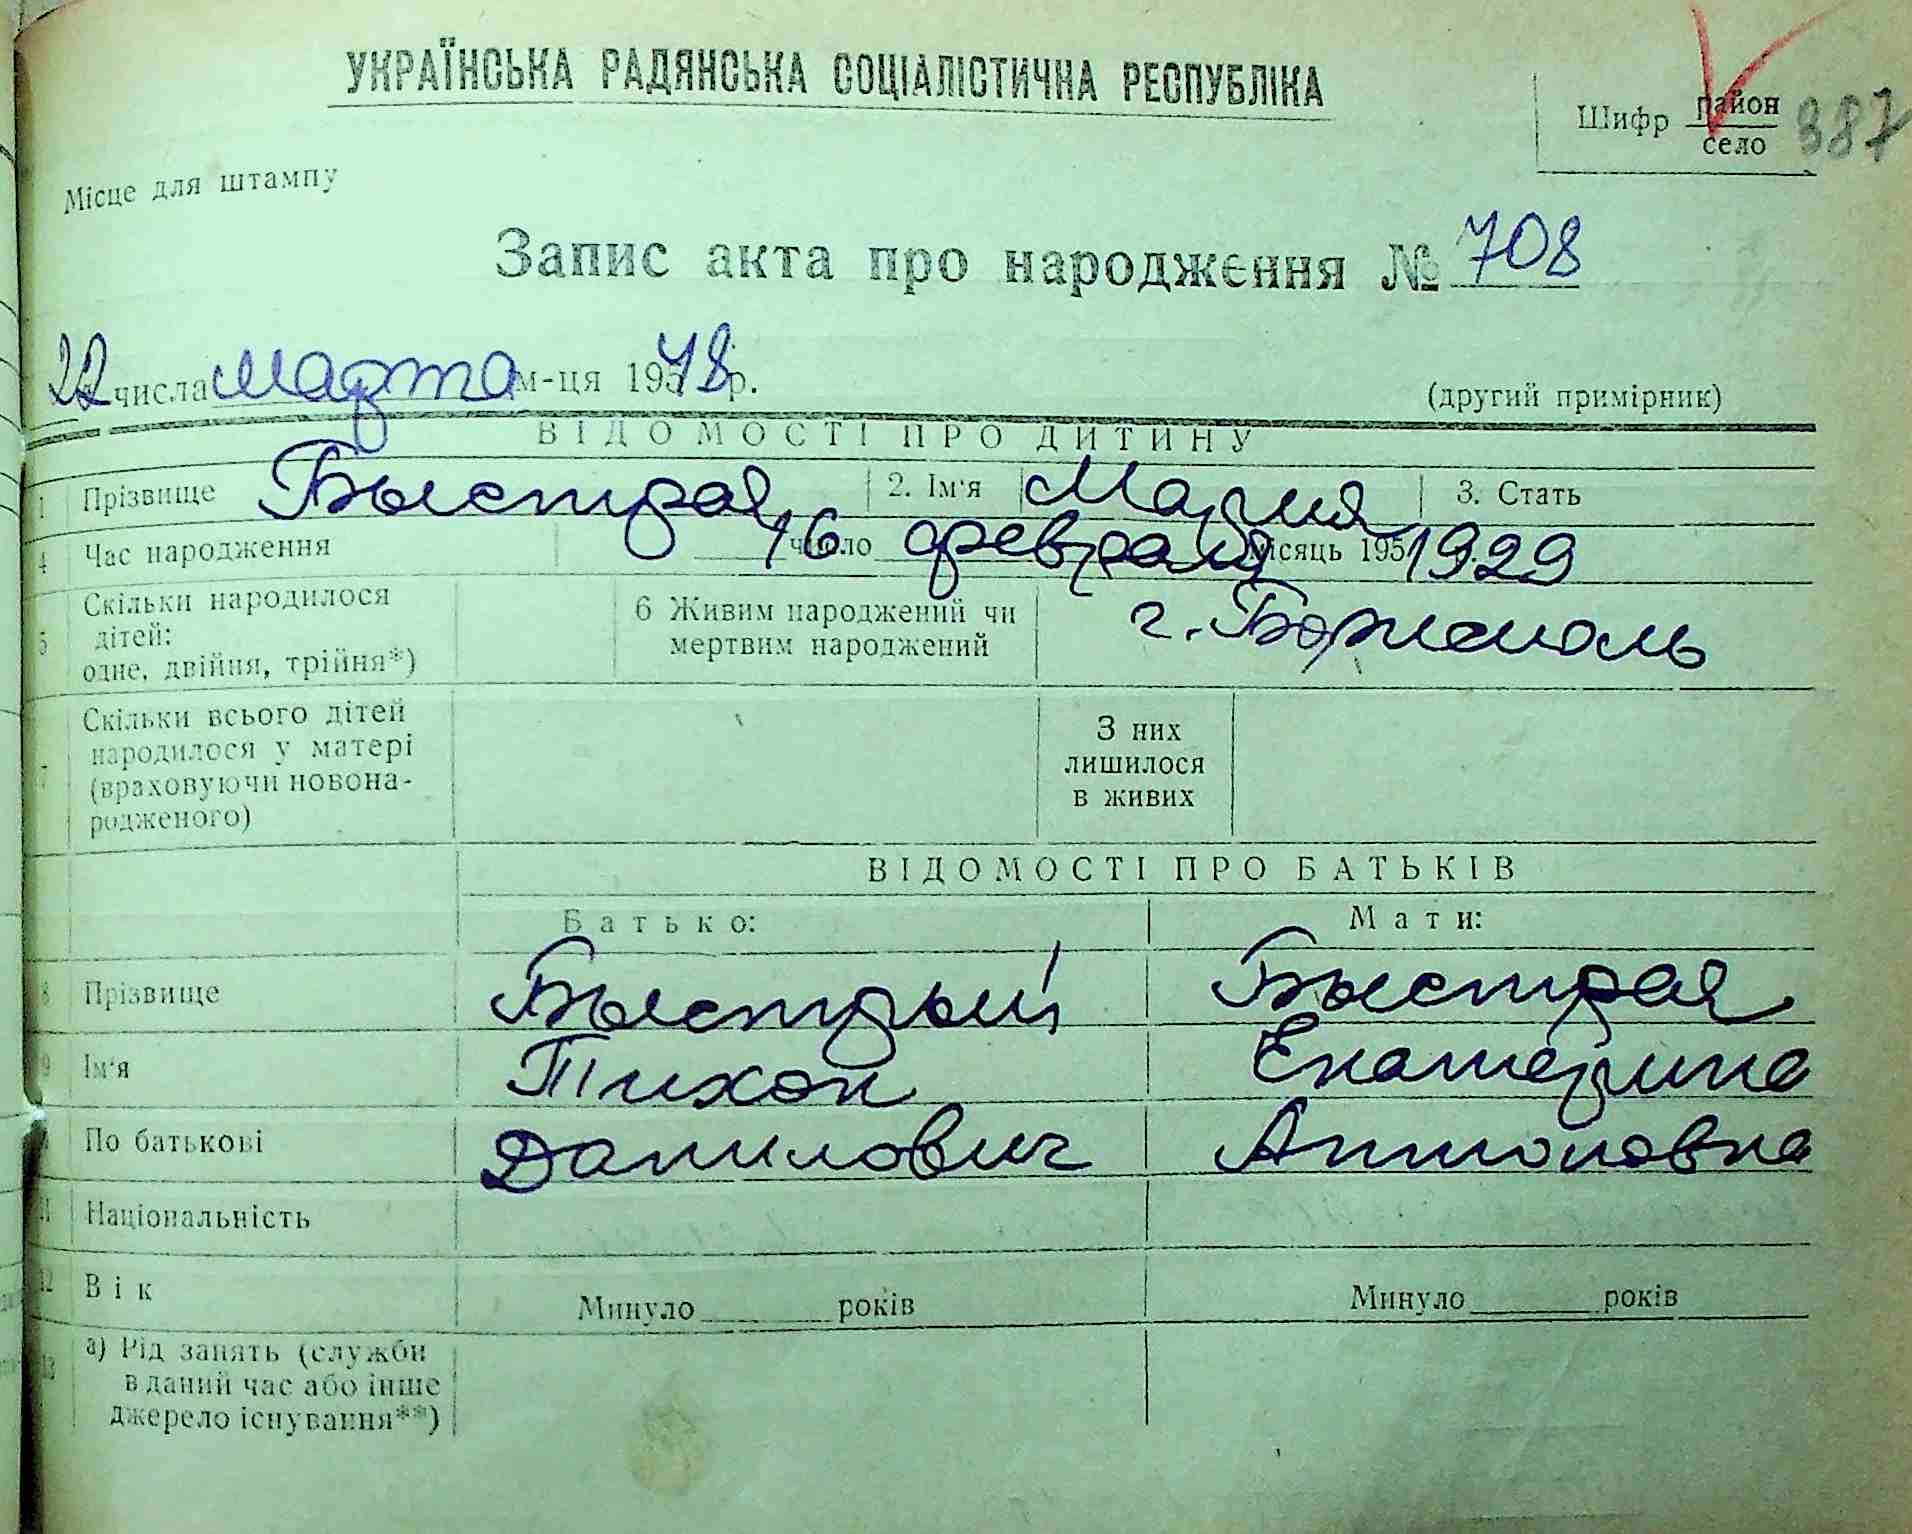 УКРАЇНСЬКА РАДЯНСЬКА СОЦІАЛІСТИЧНА РЕСПУБЛІКА
Шифр район
село 387
Місце для штампу
Запис акта про народження № 708
22 числа Марта м-ця 1978 р.
(другий примірник)
ВІДОМОСТІ ПРО ДИТИНУ
1 Прізвище Быстрая 2. Ім'я Мария 3. Стать
4 Час народження 16 число февраля місяць 195 1929
5 Скільки народилося дітей: одне, двійня, трійня*) 6 Живим народжений чи мертвим народжений г. Борисполь
7 Скільки всього дітей народилося у матері (враховуючи новонародженого) З них лишилося в живих
ВІДОМОСТІ ПРО БАТЬКІВ
Батько: Мати:
8 Прізвище Быстрый Быстрая
9 Ім'я Тихон Екатерина
По батькові Данилович Антоновна
11 Національність
12 Вік Минуло років Минуло років
13 а) Рід занять (служби в даний час або інше джерело існування**)